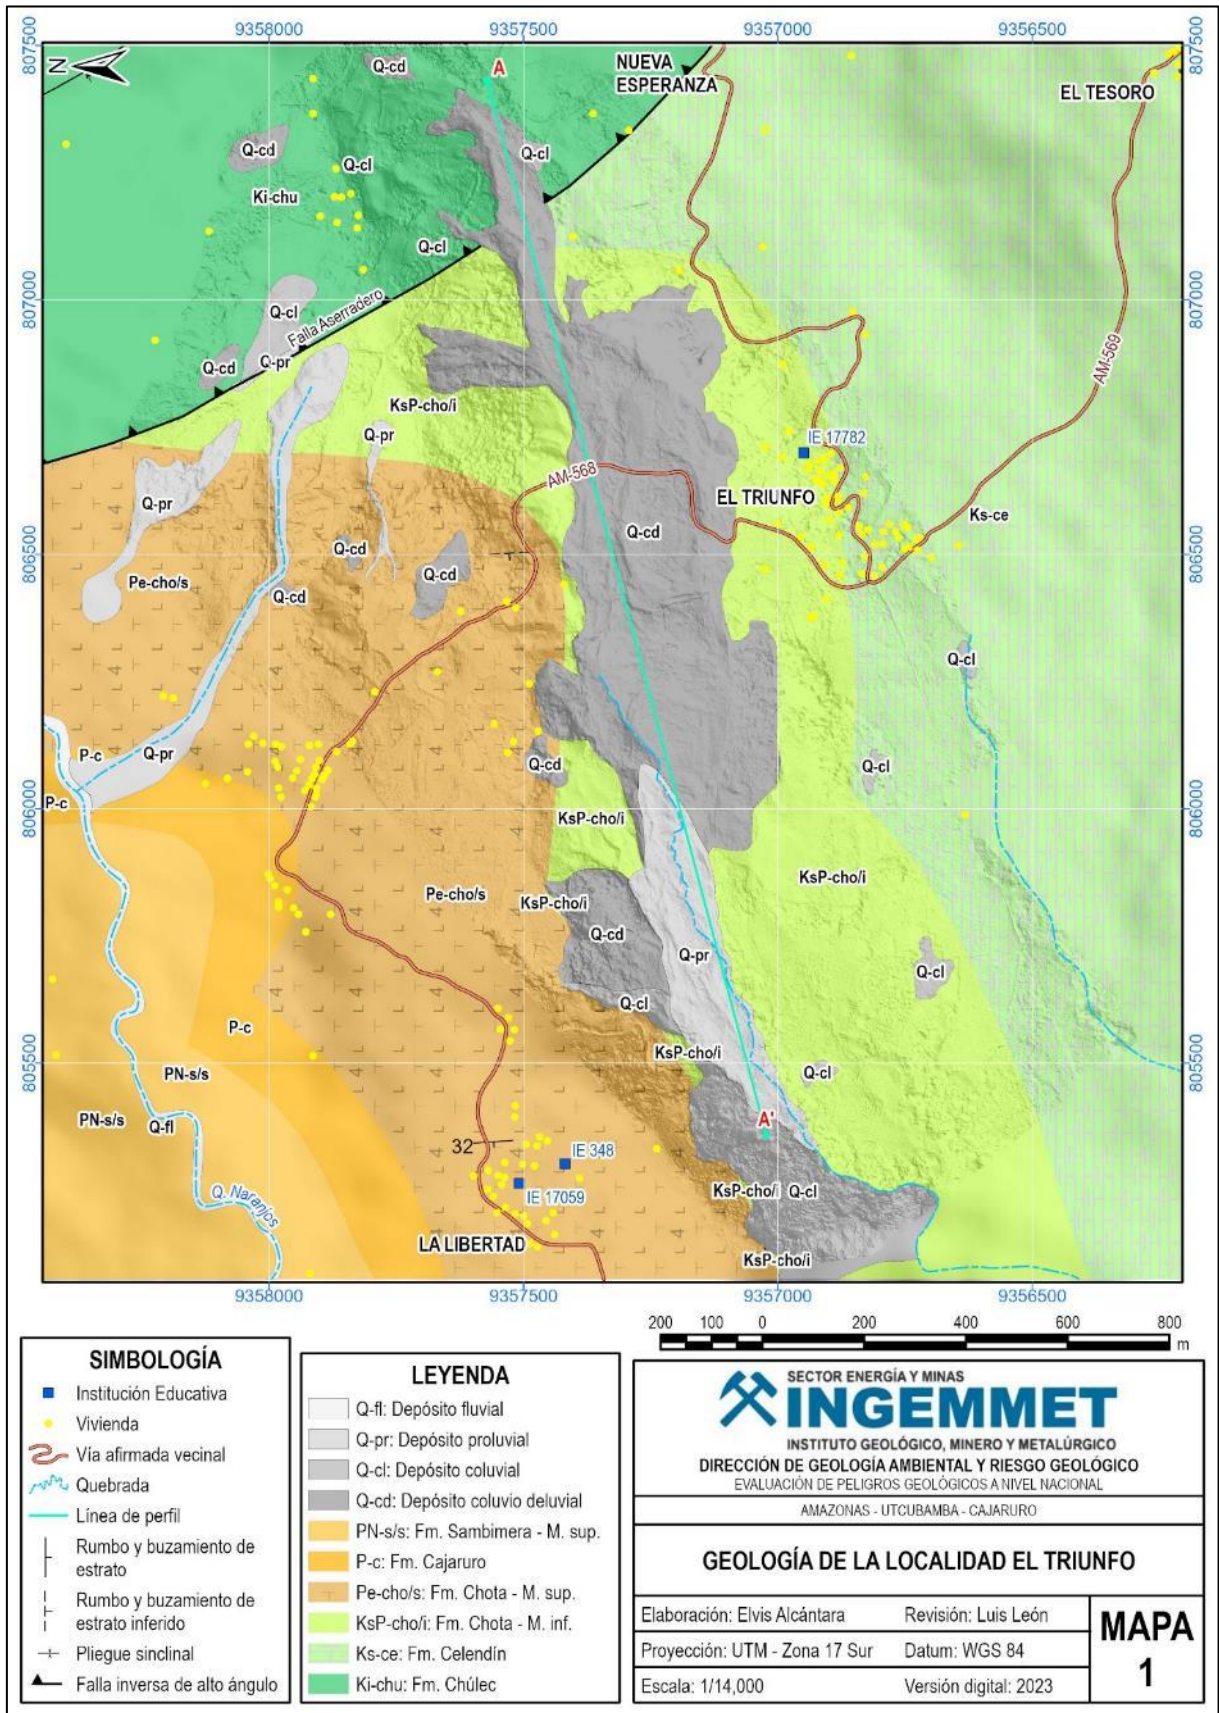 9358000
9357500
9357000
9356500
807500
807500
N
Q-cd
A
NUEVA
ESPERANZA
EL TESORO
Q-cd
Q-cl
Q-cl
Ki-chu
Q-cl
807000
807000
Q-cl
Falla Aserradero
Q-cd
Q-pr
KsP-cho/i
Q-pr
AM-569
IE 17782
AM-568
EL TRIUNFO
Q-pr
Ks-ce
806500
806500
Q-cd
Q-cd
Q-cd
Pe-cho/s
Q-cd
Q-cl
P-c
Q-pr
Q-cd
Q-cl
P-c
806000
806000
KsP-cho/i
KsP-cho/i
Pe-cho/s
KsP-cho/i
Q-cd
Q-pr
Q-cl
Q-cl
P-c
KsP-cho/i
805500
805500
PN-s/s
Q-cl
PN-s/s
Q-fl
A'
32
IE 348
Q. Naranjos
IE 17059
KsP-cho/i
Q-cl
LA LIBERTAD
KsP-cho/i
9358000
9357500
9357000
9356500
200 100 0 200 400 600 800
m
SIMBOLOGÍA
Institución Educativa
Vivienda
Vía afirmada vecinal
Quebrada
Línea de perfil
Rumbo y buzamiento de
estrato
Rumbo y buzamiento de
estrato inferido
Pliegue sinclinal
Falla inversa de alto ángulo
LEYENDA
Q-fl: Depósito fluvial
Q-pr: Depósito proluvial
Q-cl: Depósito coluvial
Q-cd: Depósito coluvio deluvial
PN-s/s: Fm. Sambimera - M. sup.
P-c: Fm. Cajaruro
Pe-cho/s: Fm. Chota - M. sup.
KsP-cho/i: Fm. Chota - M. inf.
Ks-ce: Fm. Celendín
Ki-chu: Fm. Chúlec
SECTOR ENERGÍA Y MINAS
INGEMMET
INSTITUTO GEOLÓGICO, MINERO Y METALÚRGICO
DIRECCIÓN DE GEOLOGÍA AMBIENTAL Y RIESGO GEOLÓGICO
EVALUACIÓN DE PELIGROS GEOLÓGICOS A NIVEL NACIONAL
AMAZONAS - UTCUBAMBA - CAJARURO
GEOLOGÍA DE LA LOCALIDAD EL TRIUNFO
Elaboración: Elvis Alcántara
Revisión: Luis León
Proyección: UTM - Zona 17 Sur
Datum: WGS 84
Escala: 1/14,000
Versión digital: 2023
MAPA
1